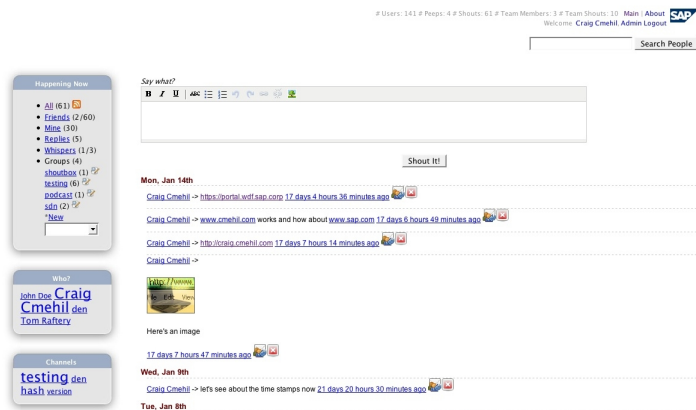 # Users: 141 # Peeps: 4 # Shouts: 61 # Team Members: 3 # Team Shouts: 10 Main | About
SAP
Welcome Craig Cmehil. Admin Logout
Search People
Happening Now
All (61)
Friends (2/60)
Mine (30)
Replies (5)
Whispers (1/3)
Groups (4)
shoutbox (1)
testing (6)
podcast (1)
sdn (2)
*New
Who?
John Doe Craig
Cmehil den
Tom Raftery
Channels
testing den
hash version
Say what?
B I U ABC
Shout It!
Mon, Jan 14th
Craig Cmehil -> https://portal.wdf.sap.corp 17 days 4 hours 36 minutes ago
Craig Cmehil -> www.cmehil.com works and how about www.sap.com 17 days 6 hours 49 minutes ago
Craig Cmehil -> http://craig.cmehil.com 17 days 7 hours 14 minutes ago
Craig Cmehil ->
http://www.
File Edit View
Here's an image
17 days 7 hours 47 minutes ago
Wed, Jan 9th
Craig Cmehil -> let's see about the time stamps now 21 days 20 hours 30 minutes ago
Tue, Jan 8th